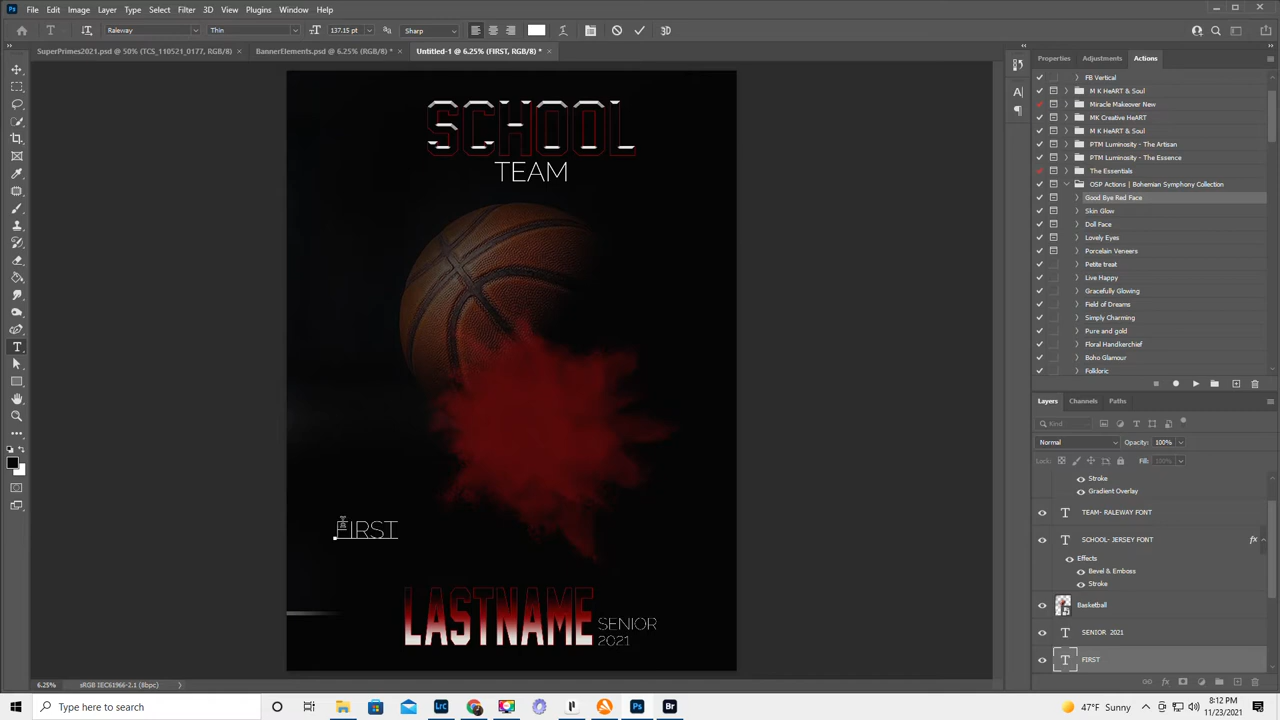 File Edit Image Layer Type Select Filter 3D View Plugins Window Help
Raleway Thin 137.15 pt Sharp
SuperPrimes2021.psd @ 50% (TCS_110521_0177, RGB/8) × BannerElements.psd @ 6.25% (RGB/8) * × Untitled-1 @ 6.25% (FIRST, RGB/8) * ×
Properties Adjustments Actions
FB Vertical
M K HeART & Soul
Miracle Makeover New
MK Creative HeART
M K HeART & Soul
PTM Luminosity - The Artisan
PTM Luminosity - The Essence
The Essentials
OSP Actions | Bohemian Symphony Collection
Good Bye Red Face
Skin Glow
Doll Face
Lovely Eyes
Porcelain Veneers
Petite treat
Live Happy
Gracefully Glowing
Field of Dreams
Simply Charming
Pure and gold
Floral Handkerchief
Boho Glamour
Folkloric
SCHOOL
TEAM
FIRST
LASTNAME
SENIOR
2021
Layers Channels Paths
Kind
Normal Opacity: 100%
Lock: Fill: 100%
Stroke
Gradient Overlay
TEAM- RALEWAY FONT
SCHOOL- JERSEY FONT fx
Effects
Bevel & Emboss
Stroke
Basketball
SENIOR 2021
FIRST
6.25% sRGB IEC61966-2.1 (8bpc)
Type here to search
47°F Sunny
8:12 PM
11/23/2021